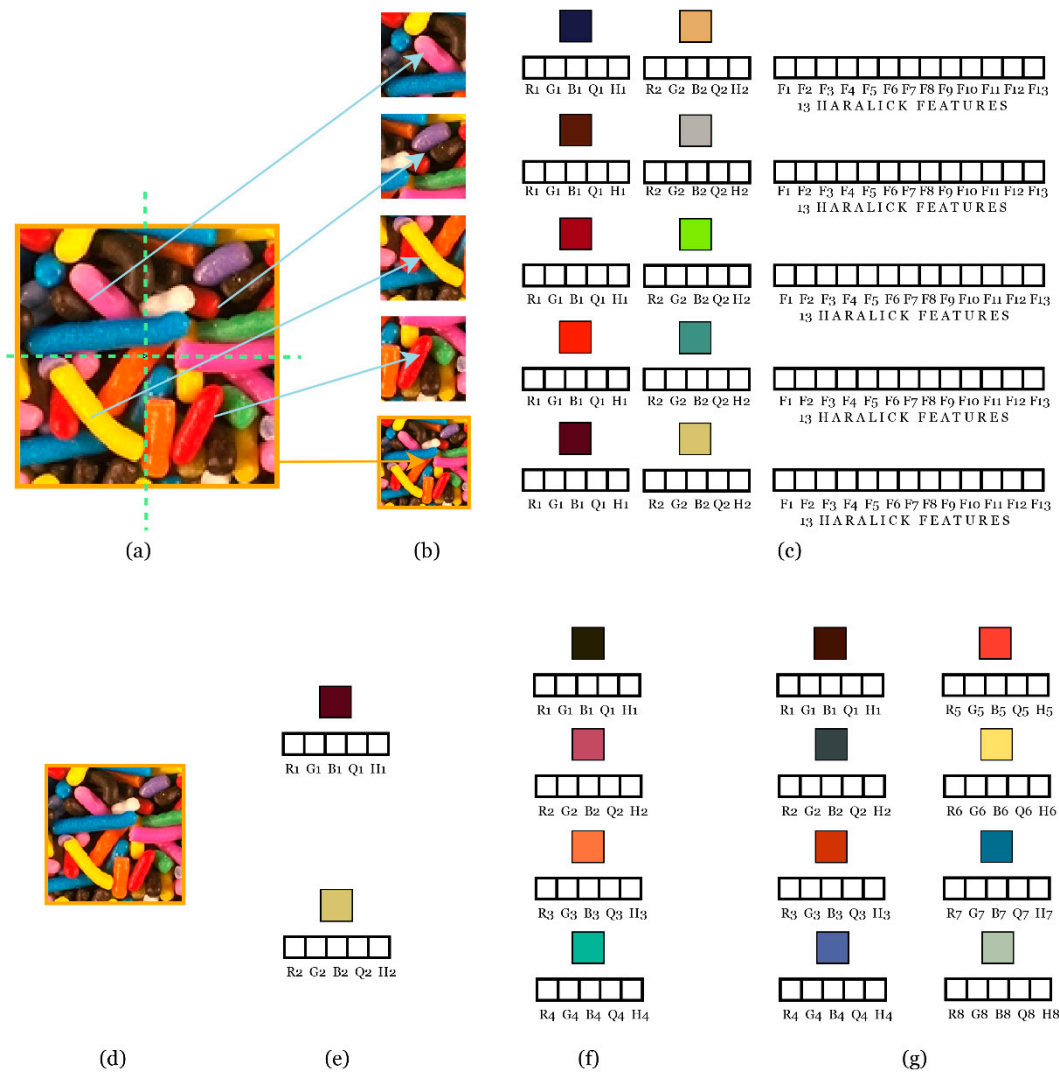 R1 G1 B1 Q1 H1 R2 G2 B2 Q2 H2 F1 F2 F3 F4 F5 F6 F7 F8 F9 F10 F11 F12 F13
13 HARALICK FEATURES
R1 G1 B1 Q1 H1 R2 G2 B2 Q2 H2 F1 F2 F3 F4 F5 F6 F7 F8 F9 F10 F11 F12 F13
13 HARALICK FEATURES
R1 G1 B1 Q1 H1 R2 G2 B2 Q2 H2 F1 F2 F3 F4 F5 F6 F7 F8 F9 F10 F11 F12 F13
13 HARALICK FEATURES
R1 G1 B1 Q1 H1 R2 G2 B2 Q2 H2 F1 F2 F3 F4 F5 F6 F7 F8 F9 F10 F11 F12 F13
13 HARALICK FEATURES
R1 G1 B1 Q1 H1 R2 G2 B2 Q2 H2 F1 F2 F3 F4 F5 F6 F7 F8 F9 F10 F11 F12 F13
13 HARALICK FEATURES
(a) (b) (c)
R1 G1 B1 Q1 H1
R2 G2 B2 Q2 H2
R1 G1 B1 Q1 H1
R2 G2 B2 Q2 H2
R3 G3 B3 Q3 H3
R4 G4 B4 Q4 H4
R1 G1 B1 Q1 H1 R5 G5 B5 Q5 H5
R2 G2 B2 Q2 H2 R6 G6 B6 Q6 H6
R3 G3 B3 Q3 H3 R7 G7 B7 Q7 H7
R4 G4 B4 Q4 H4 R8 G8 B8 Q8 H8
(d) (e) (f) (g)